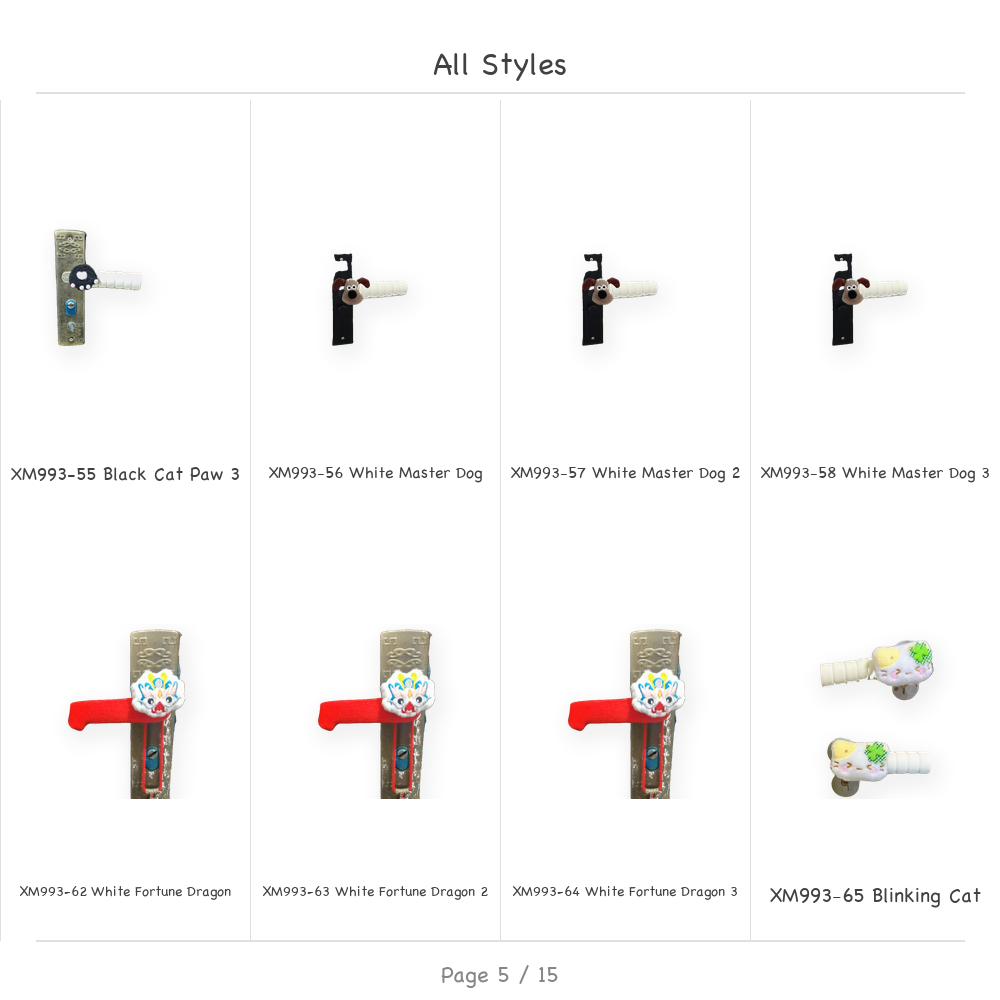 All Styles
XM993-55 Black Cat Paw 3
XM993-56 White Master Dog
XM993-57 White Master Dog 2
XM993-58 White Master Dog 3
XM993-62 White Fortune Dragon
XM993-63 White Fortune Dragon 2
XM993-64 White Fortune Dragon 3
XM993-65 Blinking Cat
Page 5 / 15